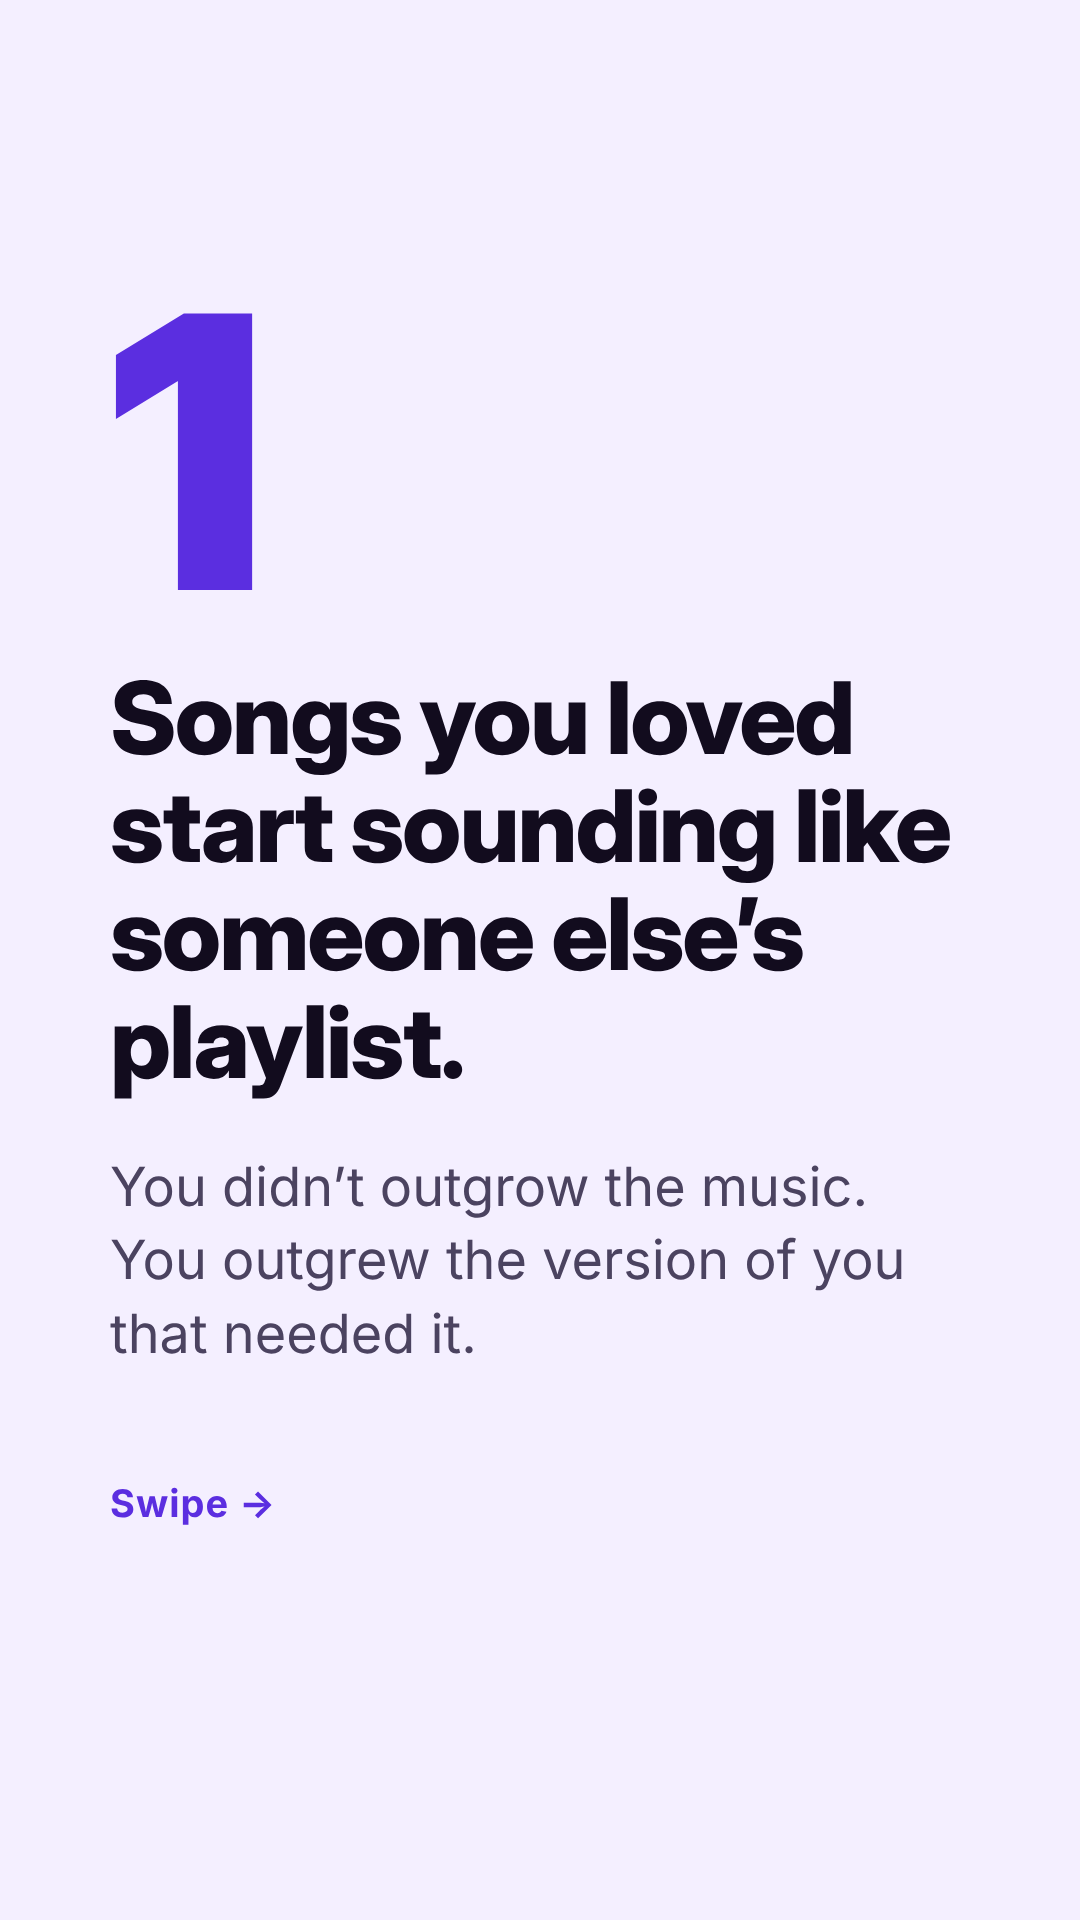 1
Songs you loved
start sounding like
someone else’s
playlist.
You didn’t outgrow the music.
You outgrew the version of you
that needed it.
Swipe →